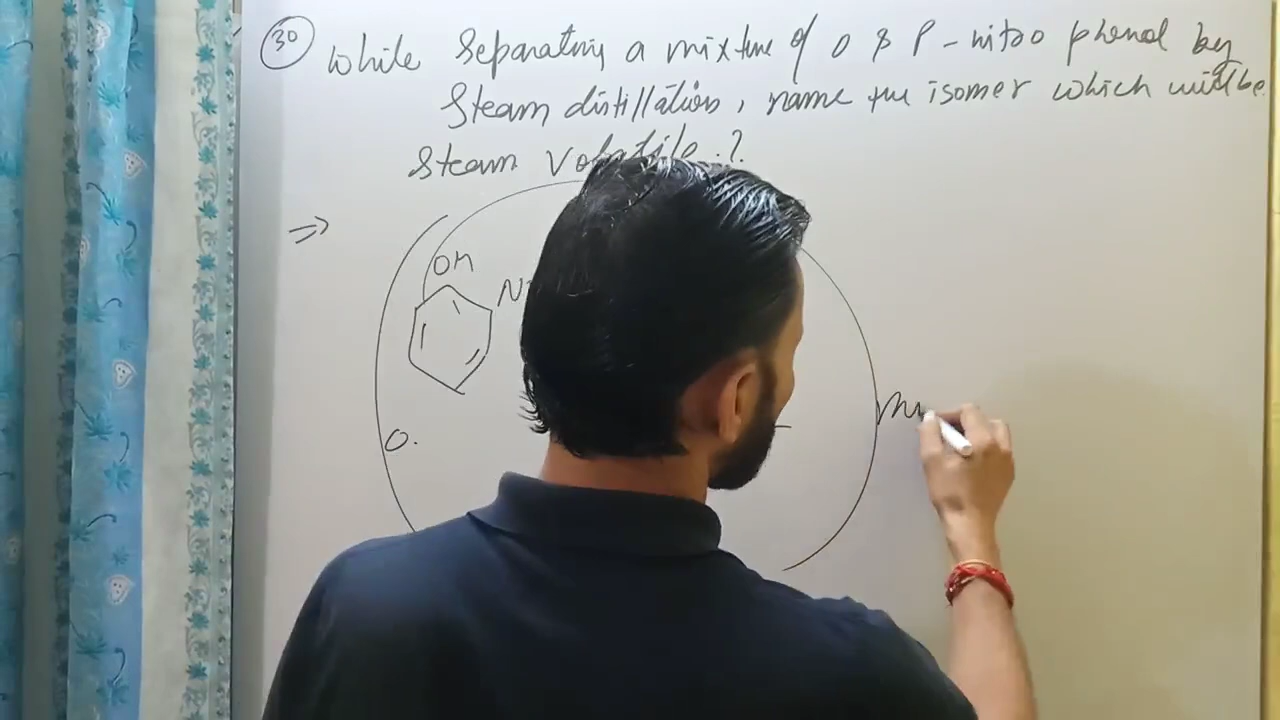 30 While Separating a mixture of o & P-nitro phenol by
Steam distillation, name the isomer which will be
Steam Volatile.?
⇒
OH
N
O.